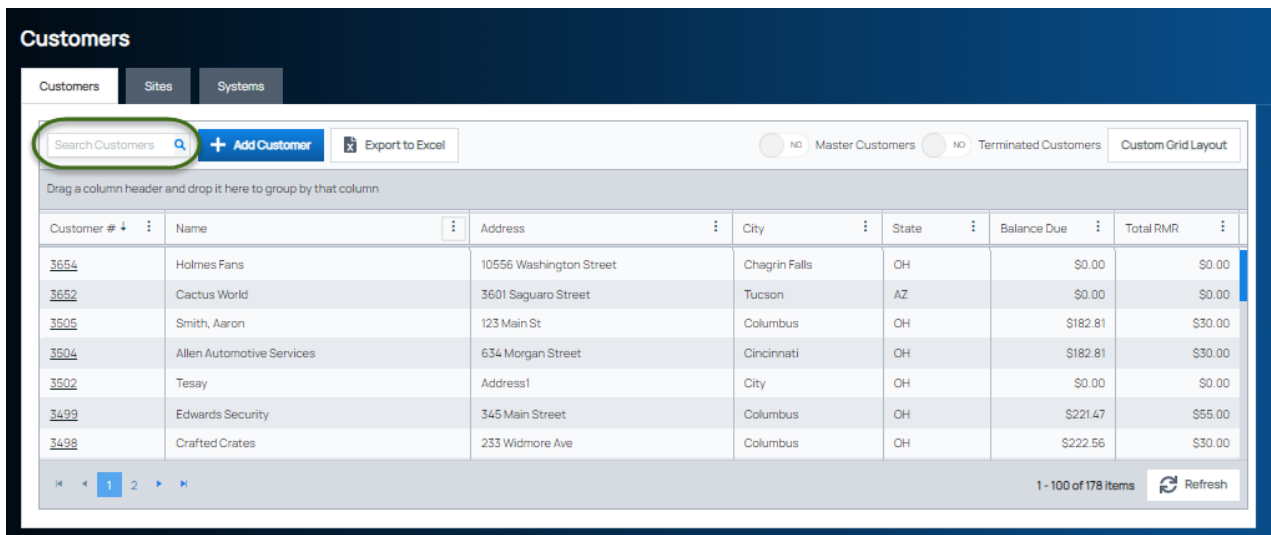 Customers
Customers Sites Systems
Search Customers + Add Customer Export to Excel NO Master Customers NO Terminated Customers Custom Grid Layout
Drag a column header and drop it here to group by that column
Customer # ↓ Name Address City State Balance Due Total RMR
3654 Holmes Fans 10556 Washington Street Chagrin Falls OH $0.00 $0.00
3652 Cactus World 3601 Saguaro Street Tucson AZ $0.00 $0.00
3505 Smith, Aaron 123 Main St Columbus OH $182.81 $30.00
3504 Allen Automotive Services 634 Morgan Street Cincinnati OH $182.81 $30.00
3502 Tesay Address1 City OH $0.00 $0.00
3499 Edwards Security 345 Main Street Columbus OH $221.47 $55.00
3498 Crafted Crates 233 Widmore Ave Columbus OH $222.56 $30.00
1 2 1 - 100 of 178 items Refresh